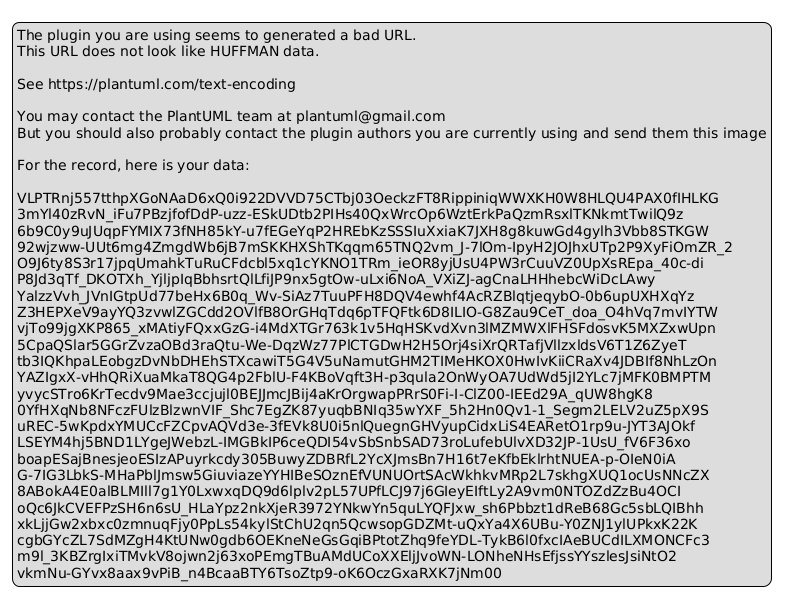 The plugin you are using seems to generated a bad URL.
This URL does not look like HUFFMAN data.
See https://plantuml.com/text-encoding
You may contact the PlantUML team at plantuml@gmail.com
But you should also probably contact the plugin authors you are currently using and send them this image
For the record, here is your data:
VLPTRnj557tthpXGoNAaD6xQ0i922DVVD75CTbj03OeckzFT8RippiniqWWXKH0W8HLQU4PAX0fIHLKG
3mYl40zRvN_iFu7PBzjfofDdP-uzz-ESkUDtb2PIHs40QxWrcOp6WztErkPaQzmRsxlTKNkmtTwilQ9z
6b9C0y9uJUqpFYMIX73fNH85kY-u7fEGeYqP2HREbKzSSSIuXxiaK7JXH8g8kuwGd4gylh3Vbb8STKGW
92wjzww-UUt6mg4ZmgdWb6jB7mSKKHXShTKqqm65TNQ2vm_J-7lOm-IpyH2JOJhxUTp2P9XyFiOmZR_2
O9J6ty8S3r17jpqUmahkTuRuCFdcbl5xq1cYKNO1TRm_ieOR8yjUsU4PW3rCuuVZ0UpXsREpa_40c-di
P8Jd3qTf_DKOTXh_YjljpIqBbhsrtQlLfiJP9nx5gtOw-uLxi6NoA_VXiZJ-agCnaLHHhebcWiDcLAwy
YalzzVvh_JVnIGtpUd77beHx6B0q_Wv-SiAz7TuuPFH8DQV4ewhf4AcRZBlqtjeqybO-0b6upUXHXqYz
Z3HEPXeV9ayYQ3zvwlZGCdd2OVlfB8OrGHqTdq6pTFQFtk6D8ILIO-G8Zau9CeT_doa_O4hVq7mvIYTW
vjTo99jgXKP865_xMAtiyFQxxGzG-i4MdXTGr763k1v5HqHSKvdXvn3lMZMWXlFHSFdosvK5MXZxwUpn
5CpaQSlar5GGrZvzaOBd3raQtu-We-DqzWz77PlCTGDwH2H5Orj4siXrQRTafjVllzxldsV6T1Z6ZyeT
tb3IQKhpaLEobgzDvNbDHEhSTXcawiT5G4V5uNamutGHM2TIMeHKOX0HwIvKiiCRaXv4JDBIf8NhLzOn
YAZIgxX-vHhQRiXuaMkaT8QG4p2FblU-F4KBoVqft3H-p3qula2OnWyOA7UdWd5jI2YLc7jMFK0BMPTM
yvycSTro6KrTecdv9Mae3ccjujl0BEJJmcJBij4aKrOrgwapPRrS0Fi-I-ClZ00-IEEd29A_qUW8hgK8
0YfHXqNb8NFczFUlzBlzwnVIF_Shc7EgZK87yuqbBNIq35wYXF_5h2Hn0Qv1-1_Segm2LELV2uZ5pX9S
uREC-5wKpdxYMUCcFZCpvAQVd3e-3fEVk8U0i5nlQuegnGHVyupCidxLiS4EARetO1rp9u-JYT3AJOkf
LSEYM4hj5BND1LYgeJWebzL-IMGBkIP6ceQDI54vSbSnbSAD73roLufebUlvXD32JP-1UsU_fV6F36xo
boapESajBnesjeoESIzAPuyrkcdy305BuwyZDBRfL2YcXJmsBn7H16t7eKfbEklrhtNUEA-p-OIeN0iA
G-7IG3LbkS-MHaPblJmsw5GiuviazeYYHIBeSOznEfVUNUOrtSAcWkhkvMRp2L7skhgXUQ1ocUsNNcZX
8ABokA4E0alBLMIll7g1Y0LxwxqDQ9d6lplv2pL57UPfLCJ97j6GIeyEIftLy2A9vm0NTOZdZzBu4OCI
oQc6JkCVEFPzSH6n6sU_HLaYpz2nkXjeR3972YNkwYn5quLYQFJxw_sh6Pbbzt1dReB68Gc5sbLQIBhh
xkLjjGw2xbxc0zmnuqFjy0PpLs54kylStChU2qn5QcwsopGDZMt-uQxYa4X6UBu-Y0ZNJ1ylUPkxK22K
cgbGYcZL7SdMZgH4KtUNw0gdb6OEKneNeGsGqiBPtotZhq9feYDL-TykB6l0fxcIAeBUCdILXMONCFc3
m9I_3KBZrgIxiTMvkV8ojwn2j63xoPEmgTBuAMdUCoXXEljJvoWN-LONheNHsEfjssYYszlesJsiNtO2
vkmNu-GYvx8aax9vPiB_n4BcaaBTY6TsoZtp9-oK6OczGxaRXK7jNm00